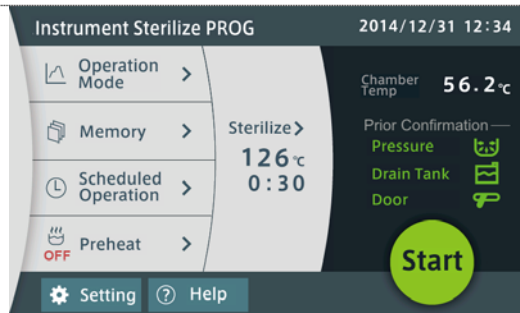 Instrument Sterilize PROG
2014/12/31 12:34
Operation
Mode
Memory
Scheduled
Operation
OFF
Preheat
Sterilize
126℃
0:30
Chamber
Temp
56.2℃
Prior Confirmation
Pressure
Drain Tank
Door
Start
Setting
? Help